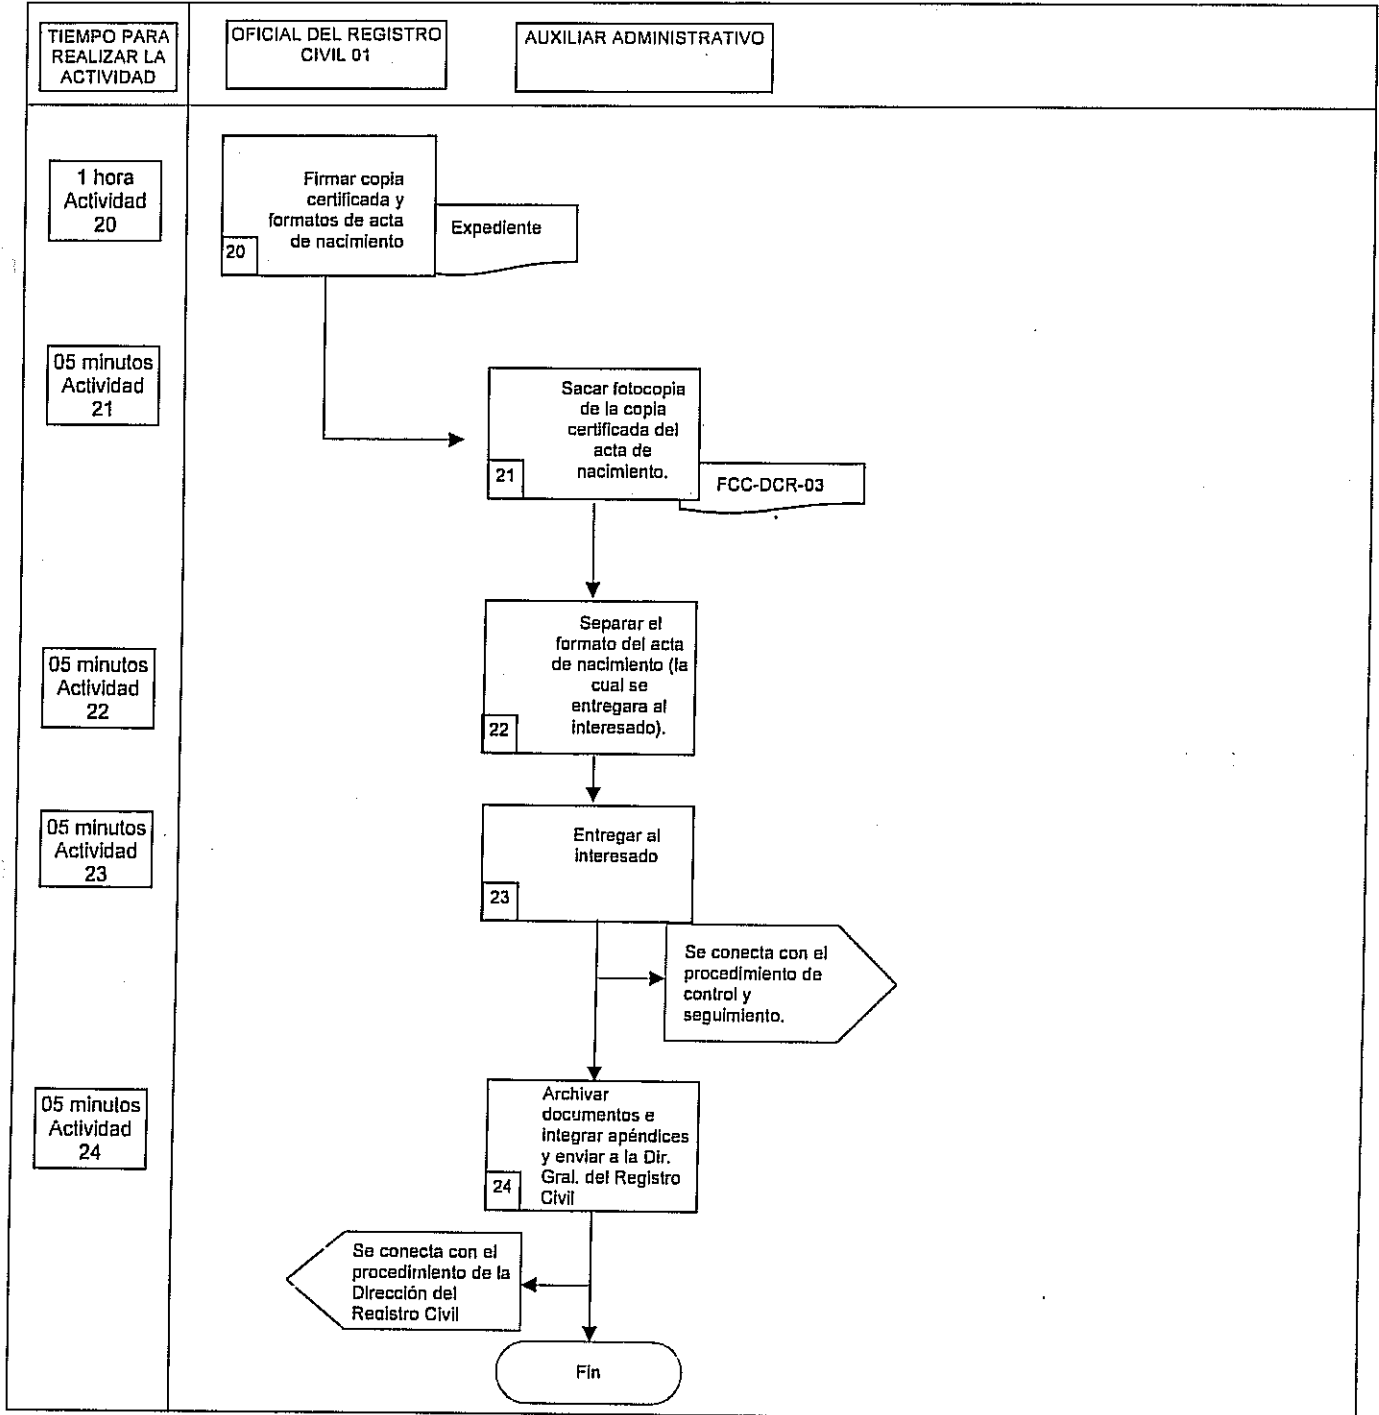 TIEMPO PARA
REALIZAR LA
ACTIVIDAD
OFICIAL DEL REGISTRO
CIVIL 01
AUXILIAR ADMINISTRATIVO
1 hora
Actividad
20
Firmar copia
certificada y
formatos de acta
de nacimiento
20
Expediente
05 minutos
Actividad
21
Sacar fotocopia
de la copia
certificada del
acta de
nacimiento.
21
FCC-DCR-03
05 minutos
Actividad
22
Separar el
formato del acta
de nacimiento (la
cual se
entregara al
interesado).
22
05 minutos
Actividad
23
Entregar al
interesado
23
Se conecta con el
procedimiento de
control y
seguimiento.
05 minutos
Actividad
24
Archivar
documentos e
integrar apéndices
y enviar a la Dir.
Gral. del Registro
Civil
24
Se conecta con el
procedimiento de la
Dirección del
Registro Civil
Fin